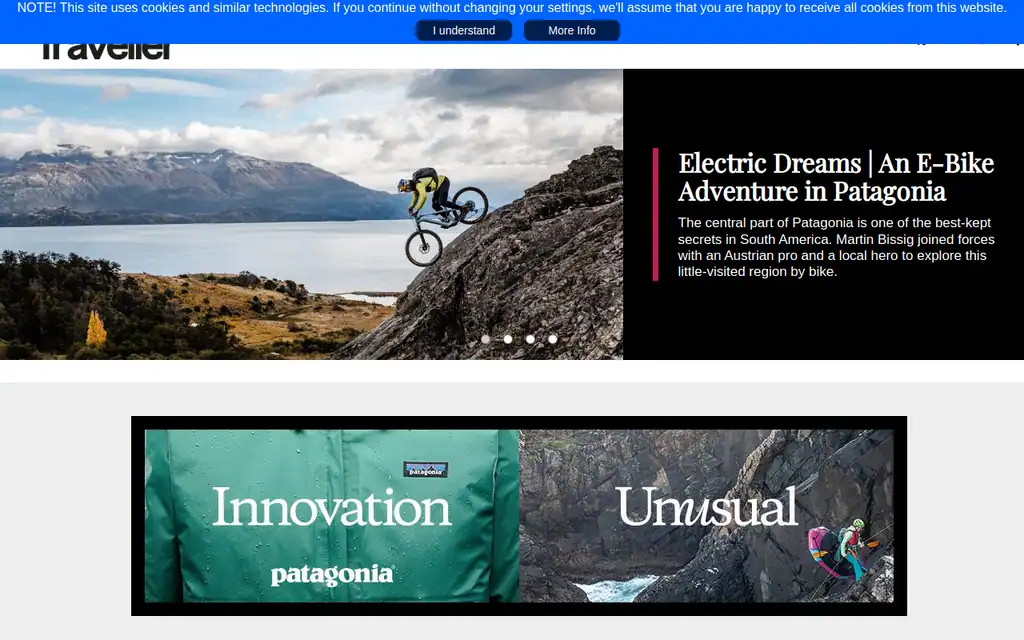 NOTE! This site uses cookies and similar technologies. If you continue without changing your settings, we'll assume that you are happy to receive all cookies from this website.
I understand More Info
Traveller
Electric Dreams | An E-Bike
Adventure in Patagonia
The central part of Patagonia is one of the best-kept
secrets in South America. Martin Bissig joined forces
with an Austrian pro and a local hero to explore this
little-visited region by bike.
patagonia
Innovation
patagonia
Unusual